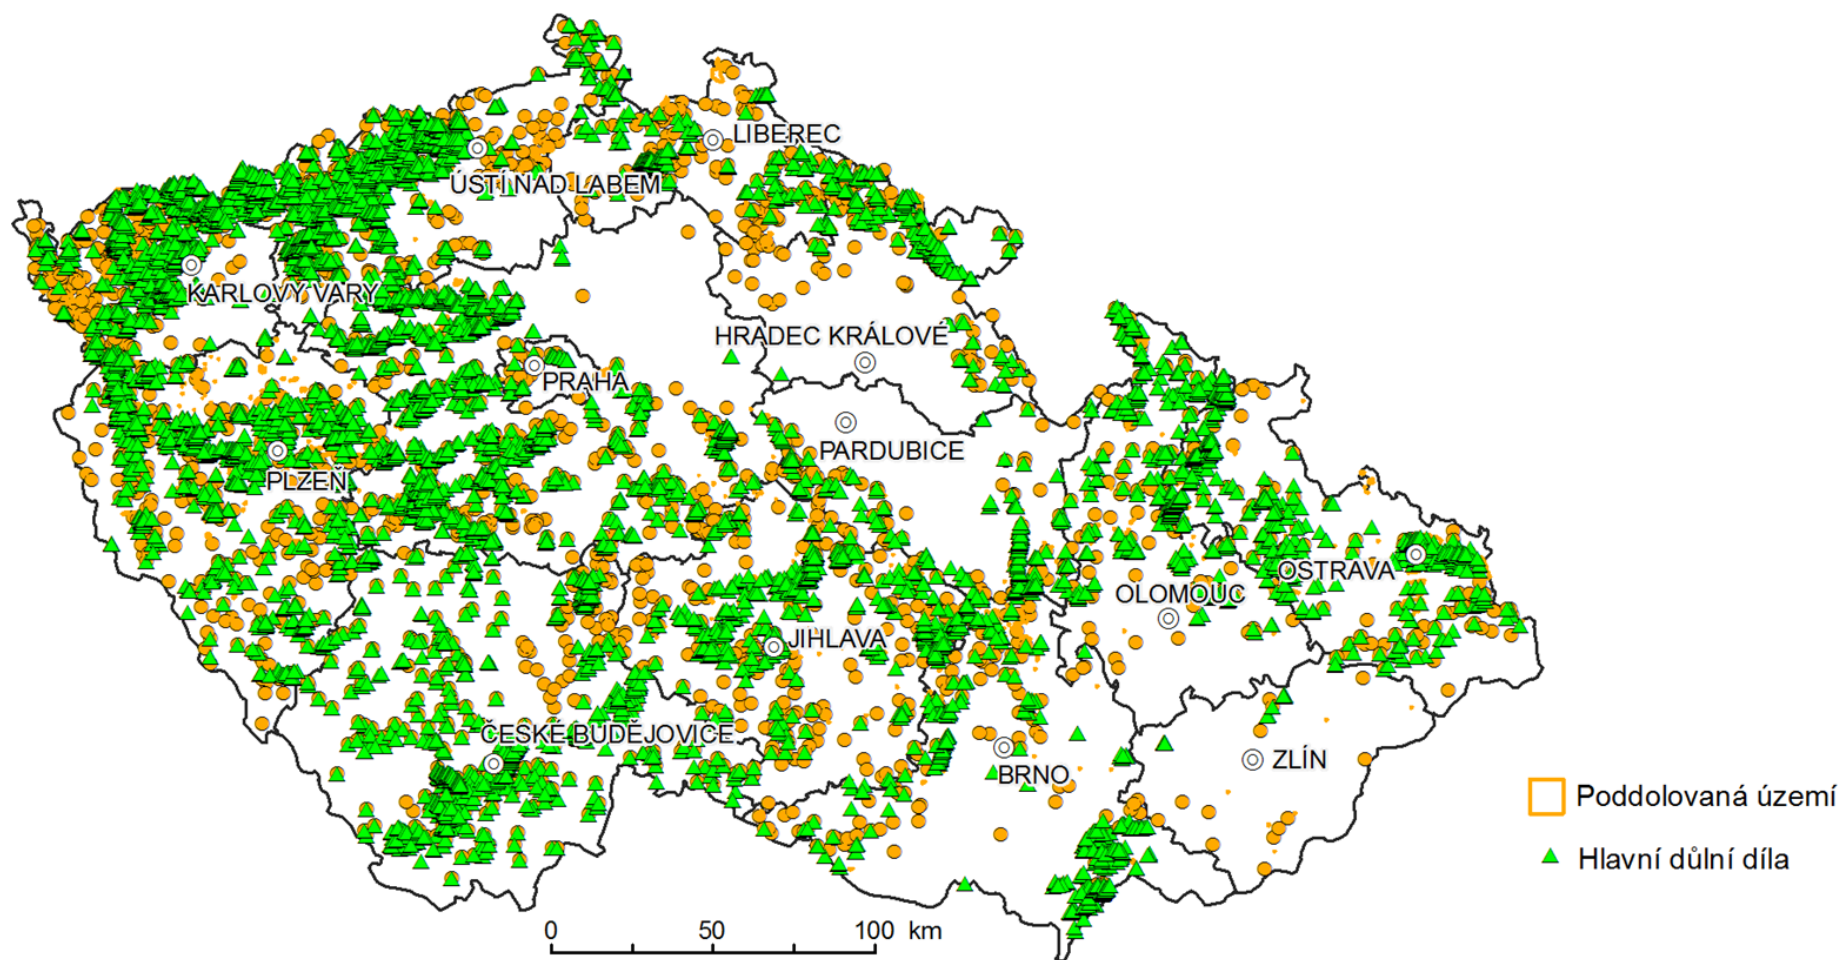 LIBEREC
ÚSTÍ NAD LABEM
KARLOVY VARY
HRADEC KRÁLOVÉ
PRAHA
PARDUBICE
PLZEŇ
OSTRAVA
OLOMOUC
JIHLAVA
ČESKÉ BUDĚJOVICE
BRNO
ZLÍN
Poddolovaná území
Hlavní důlní díla
0 50 100 km